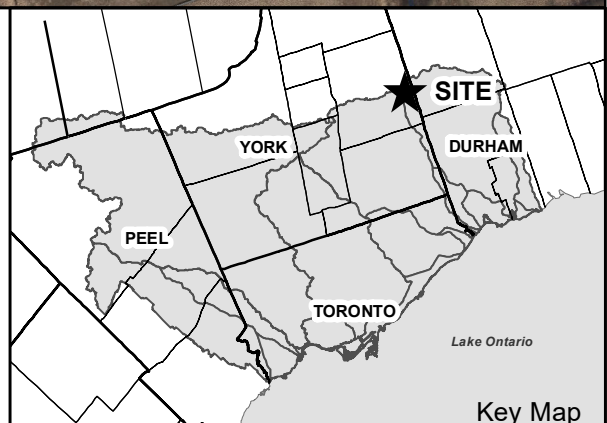 SITE
YORK
DURHAM
PEEL
TORONTO
Lake Ontario
Key Map